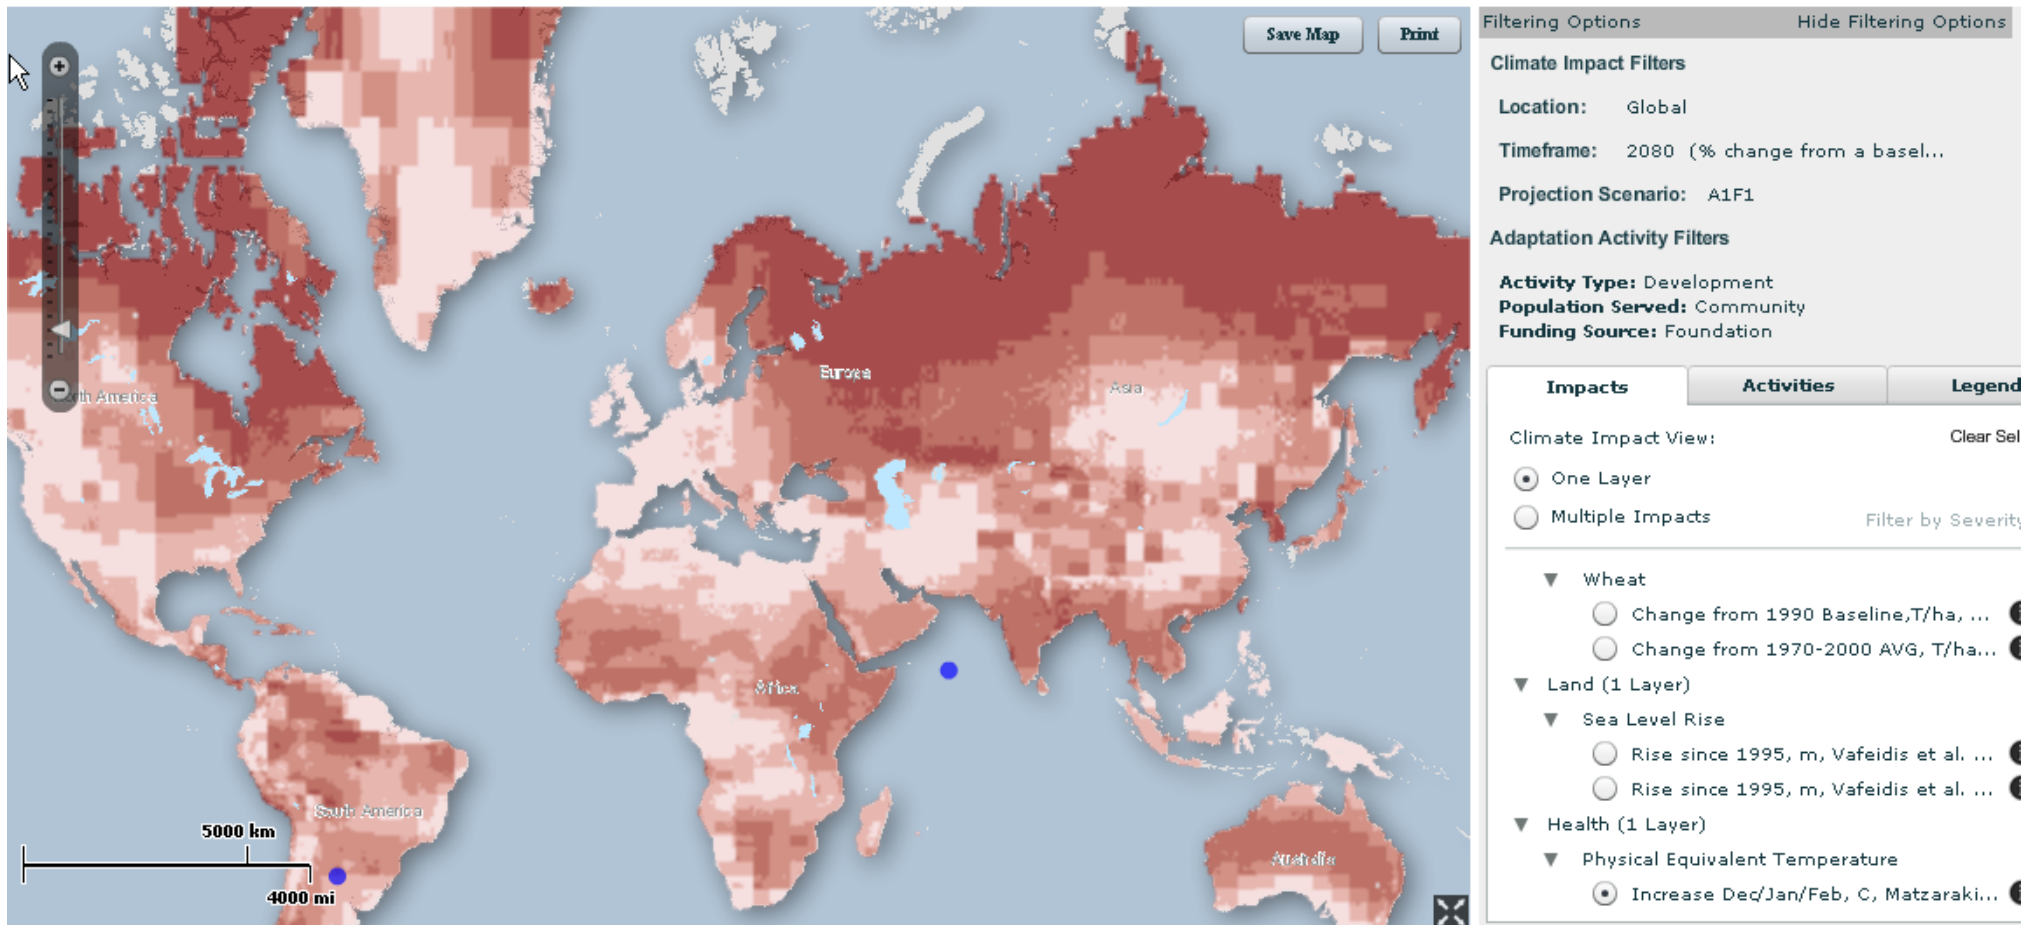 Save Map
Print
Filtering Options
Hide Filtering Options
Climate Impact Filters
Location: Global
Timeframe: 2080 (% change from a basel...
Projection Scenario: A1F1
Adaptation Activity Filters
Activity Type: Development
Population Served: Community
Funding Source: Foundation
Impacts
Activities
Legend
Climate Impact View:
Clear Sel
One Layer
Multiple Impacts
Filter by Severity
Wheat
Change from 1990 Baseline,T/ha, ...
Change from 1970-2000 AVG, T/ha...
Land (1 Layer)
Sea Level Rise
Rise since 1995, m, Vafeidis et al. ...
Rise since 1995, m, Vafeidis et al. ...
Health (1 Layer)
Physical Equivalent Temperature
Increase Dec/Jan/Feb, C, Matzaraki...
Europe
Asia
America
Africa
South America
Australia
5000 km
4000 mi